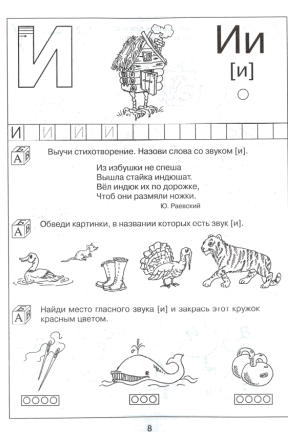 И
Ии
[и]
И И И И
А Выучи стихотворение. Назови слова со звуком [и].
Из избушки не спеша
Вышла стайка индюшат.
Вёл индюк их по дорожке,
Чтоб они размяли ножки.
Ю. Раевский
А Обведи картинки, в названии которых есть звук [и].
А Найди место гласного звука [и] и закрась этот кружок
красным цветом.
8